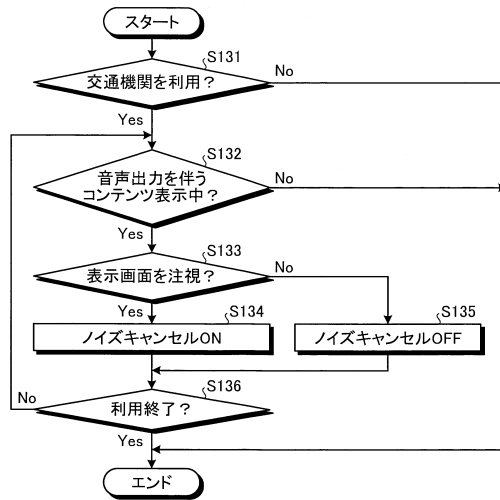 スタート
S131
交通機関を利用？
No
Yes
S132
音声出力を伴う
コンテンツ表示中？
No
Yes
S133
表示画面を注視？
No
Yes
S134
ノイズキャンセルON
S135
ノイズキャンセルOFF
S136
利用終了？
No
Yes
エンド